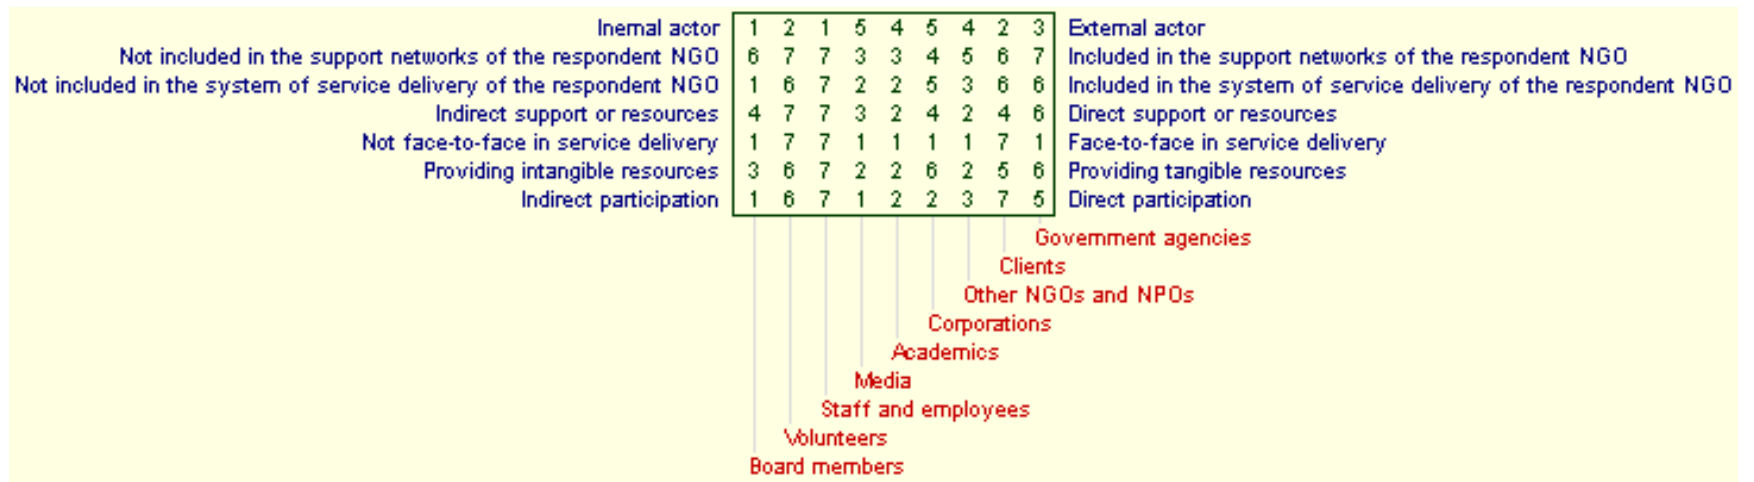 Inernal actor 1 2 1 5 4 5 4 2 3 External actor
Not included in the support networks of the respondent NGO 6 7 7 3 3 4 5 6 7 Included in the support networks of the respondent NGO
Not included in the system of service delivery of the respondent NGO 1 6 7 2 2 5 3 6 6 Included in the system of service delivery of the respondent NGO
Indirect support or resources 4 7 7 3 2 4 2 4 6 Direct support or resources
Not face-to-face in service delivery 1 7 7 1 1 1 1 7 1 Face-to-face in service delivery
Providing intangible resources 3 6 7 2 2 6 2 5 6 Providing tangible resources
Indirect participation 1 6 7 1 2 2 3 7 5 Direct participation
Government agencies
Clients
Other NGOs and NPOs
Corporations
Academics
Media
Staff and employees
Volunteers
Board members